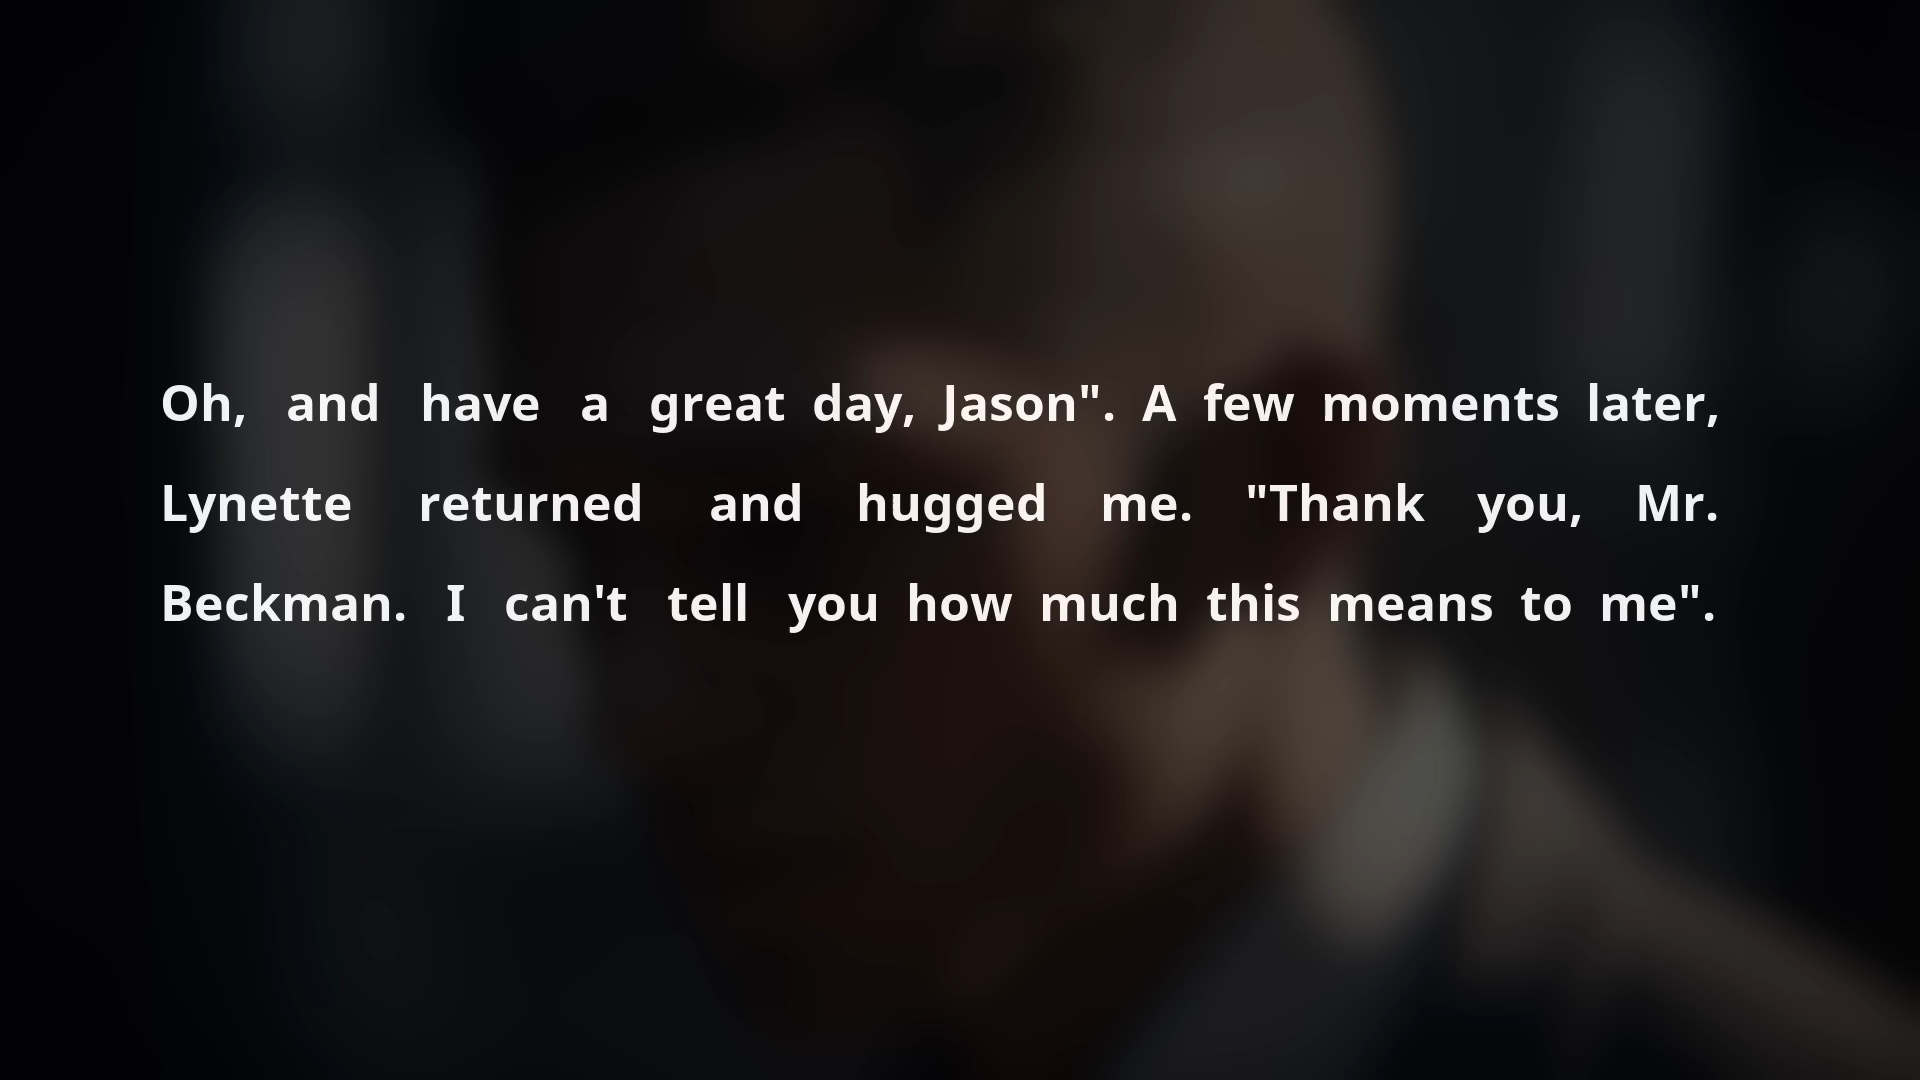 Oh, and have a great day, Jason". A few moments later,
Lynette returned and hugged me. "Thank you, Mr.
Beckman. I can't tell you how much this means to me".